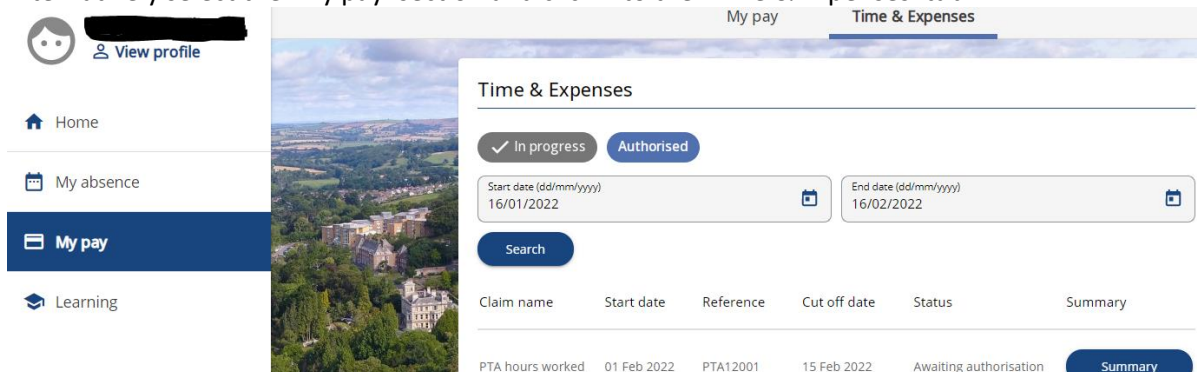 My pay
Time & Expenses
View profile
Home
My absence
My pay
Learning
Time & Expenses
In progress
Authorised
Start date (dd/mm/yyyy)
16/01/2022
End date (dd/mm/yyyy)
16/02/2022
Search
Claim name Start date Reference Cut off date Status Summary
PTA hours worked 01 Feb 2022 PTA12001 15 Feb 2022 Awaiting authorisation Summary